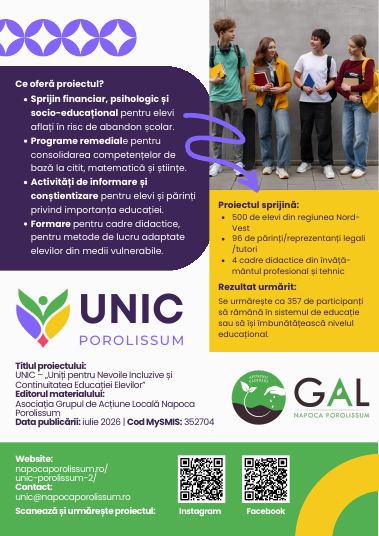 Ce oferă proiectul?
Sprijin financiar, psihologic și
socio-educațional pentru elevi
aflați în risc de abandon școlar.
Programe remediale pentru
consolidarea competențelor de
bază la citit, matematică și științe.
Activități de informare și
conștientizare pentru elevi și părinți
privind importanța educației.
Formare pentru cadre didactice,
pentru metode de lucru adaptate
elevilor din medii vulnerabile.
Proiectul sprijină:
500 de elevi din regiunea Nord-
Vest
96 de părinți/reprezentanți legali
/tutori
4 cadre didactice din învăță-
mântul profesional și tehnic
Rezultat urmărit:
Se urmărește ca 357 de participanți
să rămână în sistemul de educație
sau să își îmbunătățească nivelul
educațional.
UNIC
POROLISSUM
Titlul proiectului:
UNIC – „Uniți pentru Nevoile Incluzive și
Continuitatea Educației Elevilor”
Editorul materialului:
Asociația Grupul de Acțiune Locală Napoca
Porolissum
Data publicării: iulie 2026 | Cod MySMIS: 352704
GAL
NAPOCA POROLISSUM
Website:
napocaporolissum.ro/
unic-porolissum-2/
Contact:
unic@napocaporolissum.ro
Scanează și urmărește proiectul:
Instagram
Facebook